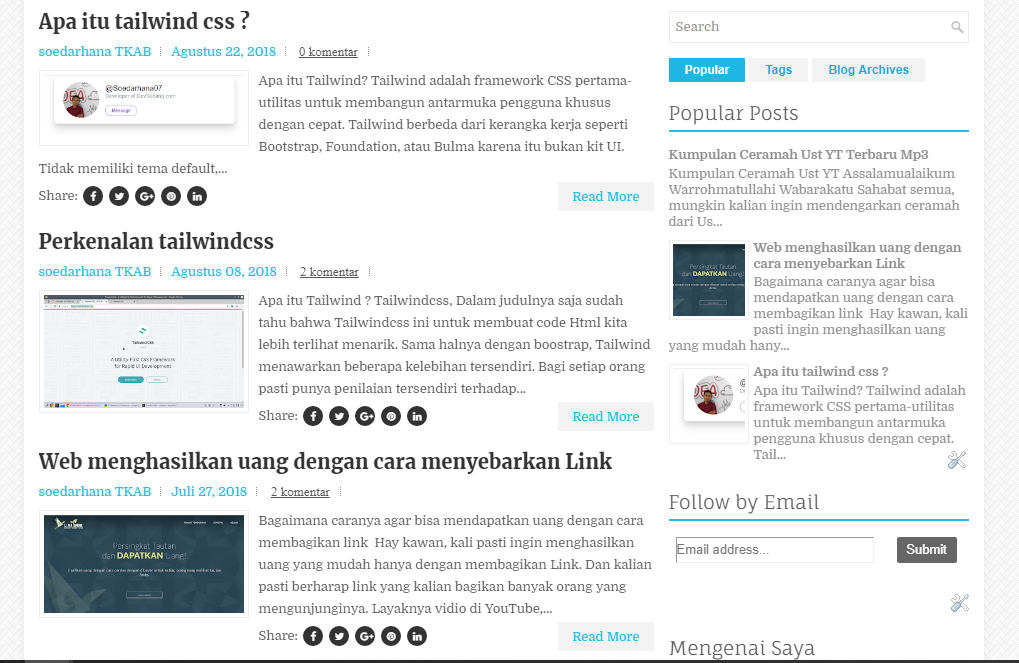 Apa itu tailwind css ?
soedarhana TKAB Agustus 22, 2018 0 komentar
@Soedarhana07
Developer at DevSubang.com
Message
Apa itu Tailwind? Tailwind adalah framework CSS pertama-
utilitas untuk membangun antarmuka pengguna khusus
dengan cepat. Tailwind berbeda dari kerangka kerja seperti
Bootstrap, Foundation, atau Bulma karena itu bukan kit UI.
Tidak memiliki tema default,...
Share:
Read More
Perkenalan tailwindcss
soedarhana TKAB Agustus 08, 2018 2 komentar
TailwindCSS
A Utility-First CSS Framework
for Rapid UI Development
Apa itu Tailwind ? Tailwindcss, Dalam judulnya saja sudah
tahu bahwa Tailwindcss ini untuk membuat code Html kita
lebih terlihat menarik. Sama halnya dengan boostrap, Tailwind
menawarkan beberapa kelebihan tersendiri. Bagi setiap orang
pasti punya penilaian tersendiri terhadap...
Share:
Read More
Web menghasilkan uang dengan cara menyebarkan Link
soedarhana TKAB Juli 27, 2018 2 komentar
Persingkat Tautan
dan DAPATKAN Uang!
Bagaimana caranya agar bisa mendapatkan uang dengan cara
membagikan link Hay kawan, kali pasti ingin menghasilkan
uang yang mudah hanya dengan membagikan Link. Dan kalian
pasti berharap link yang kalian bagikan banyak orang yang
mengunjunginya. Layaknya vidio di YouTube,...
Share:
Read More
Search
Popular Tags Blog Archives
Popular Posts
Kumpulan Ceramah Ust YT Terbaru Mp3
Kumpulan Ceramah Ust YT Assalamualaikum
Warrohmatullahi Wabarakatu Sahabat semua,
mungkin kalian ingin mendengarkan ceramah
dari Us...
Persingkat Tautan
dan DAPATKAN Uang!
Web menghasilkan uang dengan
cara menyebarkan Link
Bagaimana caranya agar bisa
mendapatkan uang dengan cara
membagikan link Hay kawan, kali
pasti ingin menghasilkan uang
yang mudah hany...
Apa itu tailwind css ?
Apa itu Tailwind? Tailwind adalah
framework CSS pertama-utilitas
untuk membangun antarmuka
pengguna khusus dengan cepat.
Tail...
Follow by Email
Email address...
Submit
Mengenai Saya